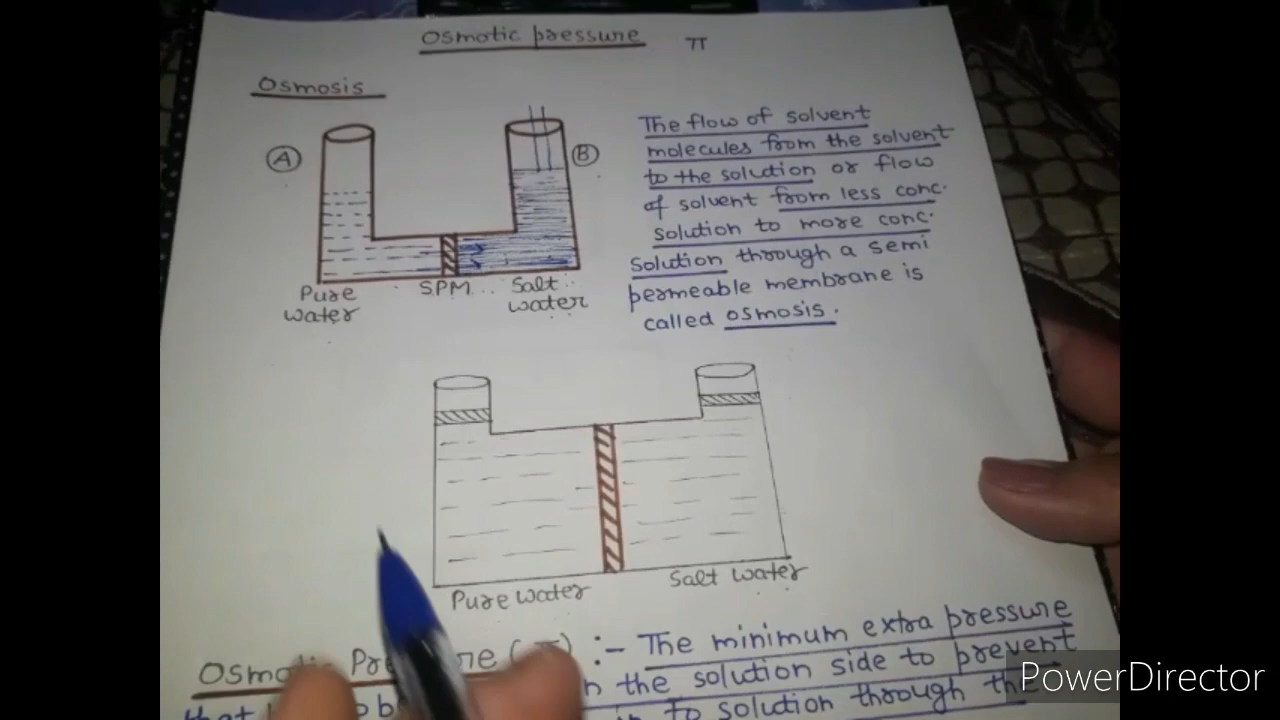 Osmotic pressure π
Osmosis
A
B
Pure
water
SPM...
Salt
water
The flow of solvent
molecules from the solvent
to the solution or flow
of solvent from less conc.
solution to more conc.
solution through a semi
permeable membrane is
called osmosis.
Pure water
Salt water
:- The minimum extra pressure
the solution side to prevent
to solution through the
PowerDirector